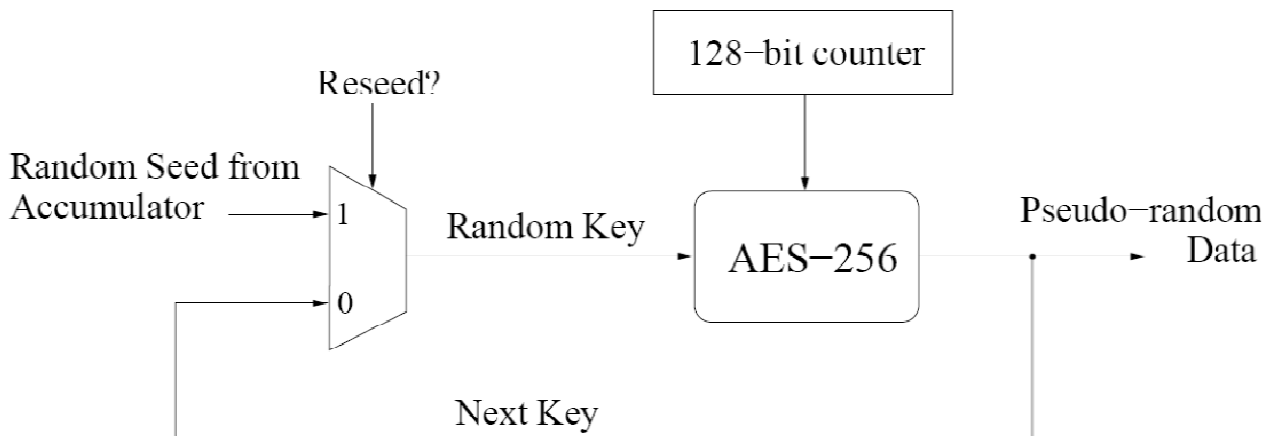 128-bit counter
Reseed?
Random Seed from
Accumulator
1
Random Key
AES-256
Pseudo-random
Data
0
Next Key